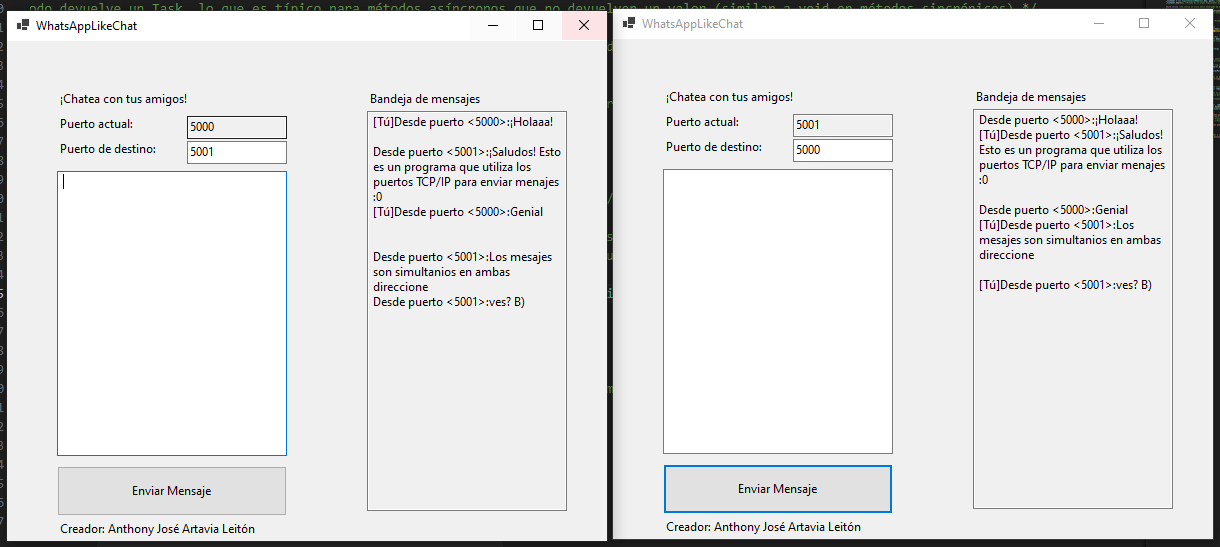 odo devuelve un Task, lo que es típico para métodos asíncronos que no devuelven un valor (similar a void en métodos sincrónicos) */
WhatsAppLikeChat
¡Chatea con tus amigos!
Puerto actual:
5000
Puerto de destino:
5001
Enviar Mensaje
Creador: Anthony José Artavia Leitón
Bandeja de mensajes
[Tú]Desde puerto <5000>:¡Holaaa!
Desde puerto <5001>:¡Saludos! Esto
es un programa que utiliza los
puertos TCP/IP para enviar menajes
:0
[Tú]Desde puerto <5000>:Genial
Desde puerto <5001>:Los mesajes
son simultanios en ambas
direccione
Desde puerto <5001>:ves? B)
WhatsAppLikeChat
¡Chatea con tus amigos!
Puerto actual:
5001
Puerto de destino:
5000
Enviar Mensaje
Creador: Anthony José Artavia Leitón
Bandeja de mensajes
Desde puerto <5000>:¡Holaaa!
[Tú]Desde puerto <5001>:¡Saludos!
Esto es un programa que utiliza los
puertos TCP/IP para enviar menajes
:0
Desde puerto <5000>:Genial
[Tú]Desde puerto <5001>:Los
mesajes son simultanios en ambas
direccione
[Tú]Desde puerto <5001>:ves? B)